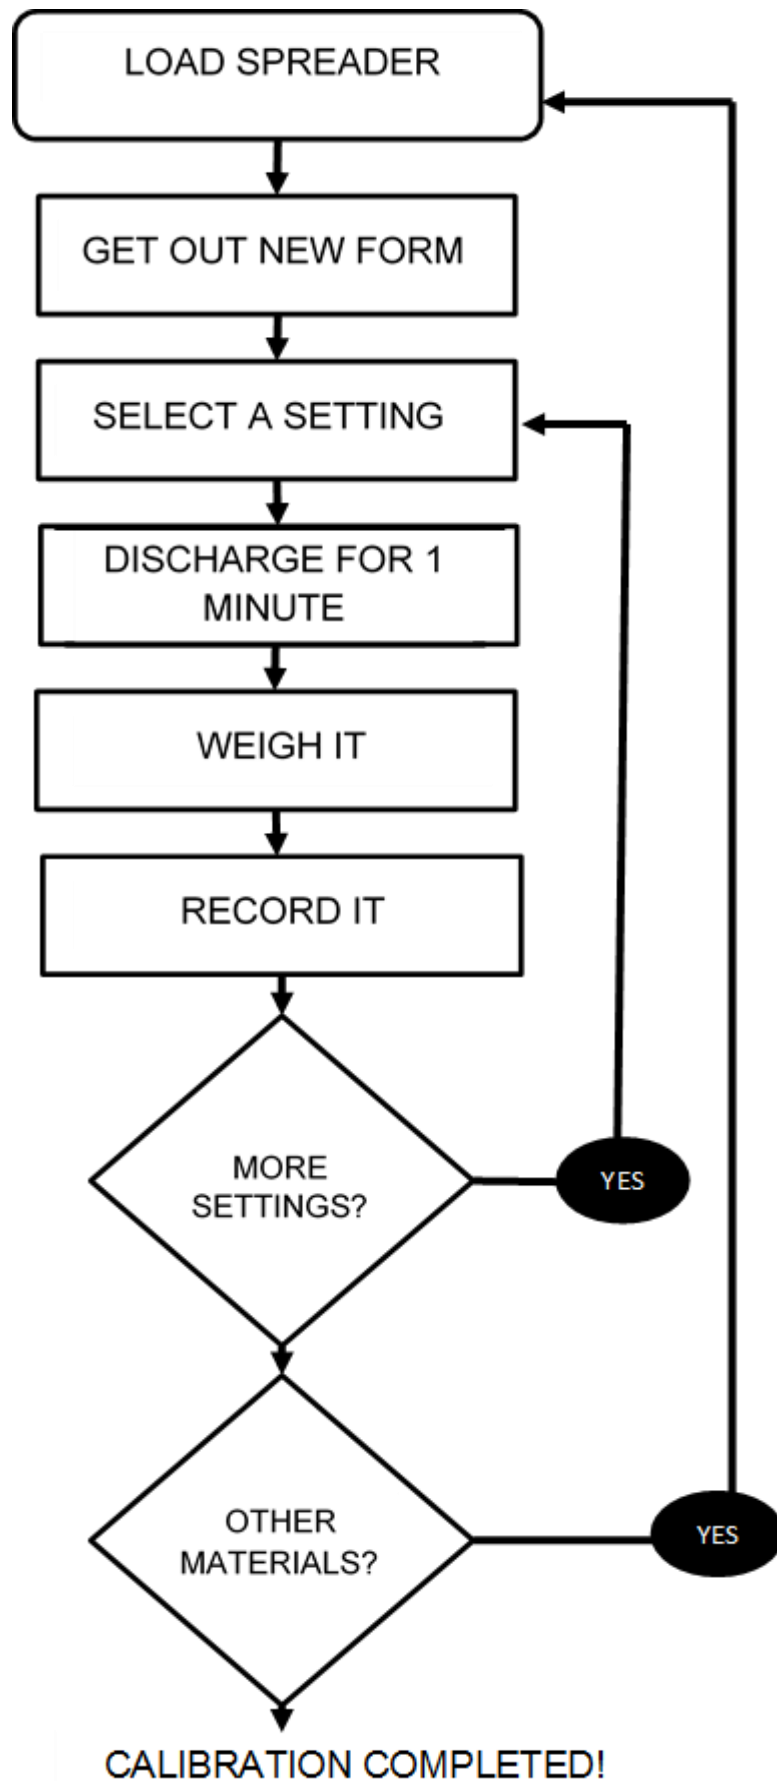 LOAD SPREADER
GET OUT NEW FORM
SELECT A SETTING
DISCHARGE FOR 1
MINUTE
WEIGH IT
RECORD IT
MORE
SETTINGS?
YES
OTHER
MATERIALS?
YES
CALIBRATION COMPLETED!